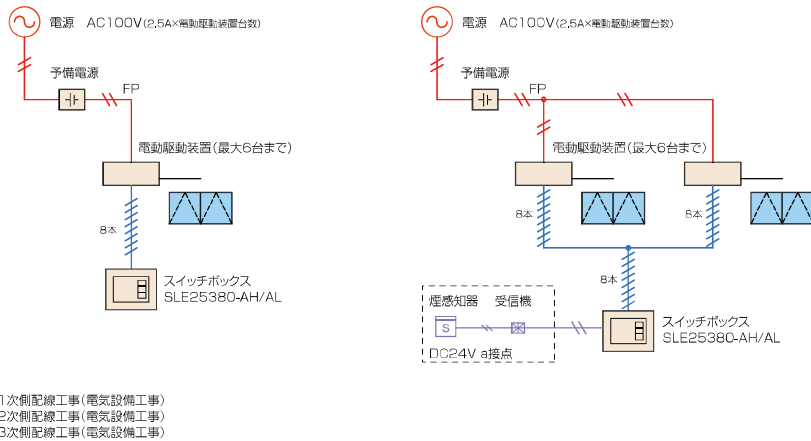 電源 AC100V(2.5A×電動駆動装置台数)
予備電源
FP
電動駆動装置(最大6台まで)
8本
スイッチボックス
SLE25380-AH/AL
電源 AC100V(2.5A×電動駆動装置台数)
予備電源
FP
電動駆動装置(最大6台まで)
8本
8本
8本
煙感知器 受信機
S
DC24V a接点
スイッチボックス
SLE25380-AH/AL
1次側配線工事(電気設備工事)
2次側配線工事(電気設備工事)
3次側配線工事(電気設備工事)